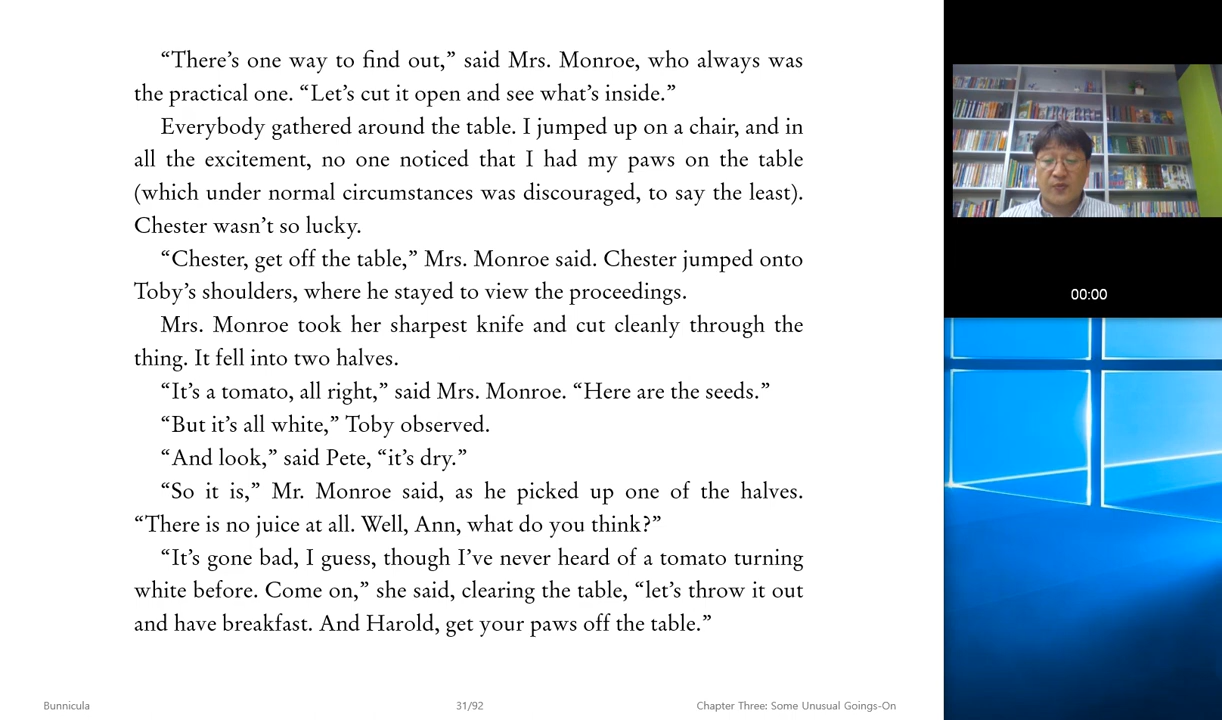 “There’s one way to find out,” said Mrs. Monroe, who always was
the practical one. “Let’s cut it open and see what’s inside.”
Everybody gathered around the table. I jumped up on a chair, and in
all the excitement, no one noticed that I had my paws on the table
(which under normal circumstances was discouraged, to say the least).
Chester wasn’t so lucky.
“Chester, get off the table,” Mrs. Monroe said. Chester jumped onto
Toby’s shoulders, where he stayed to view the proceedings.
Mrs. Monroe took her sharpest knife and cut cleanly through the
thing. It fell into two halves.
“It’s a tomato, all right,” said Mrs. Monroe. “Here are the seeds.”
“But it’s all white,” Toby observed.
“And look,” said Pete, “it’s dry.”
“So it is,” Mr. Monroe said, as he picked up one of the halves.
“There is no juice at all. Well, Ann, what do you think?”
“It’s gone bad, I guess, though I’ve never heard of a tomato turning
white before. Come on,” she said, clearing the table, “let’s throw it out
and have breakfast. And Harold, get your paws off the table.”
Bunnicula
31/92
Chapter Three: Some Unusual Goings-On
00:00